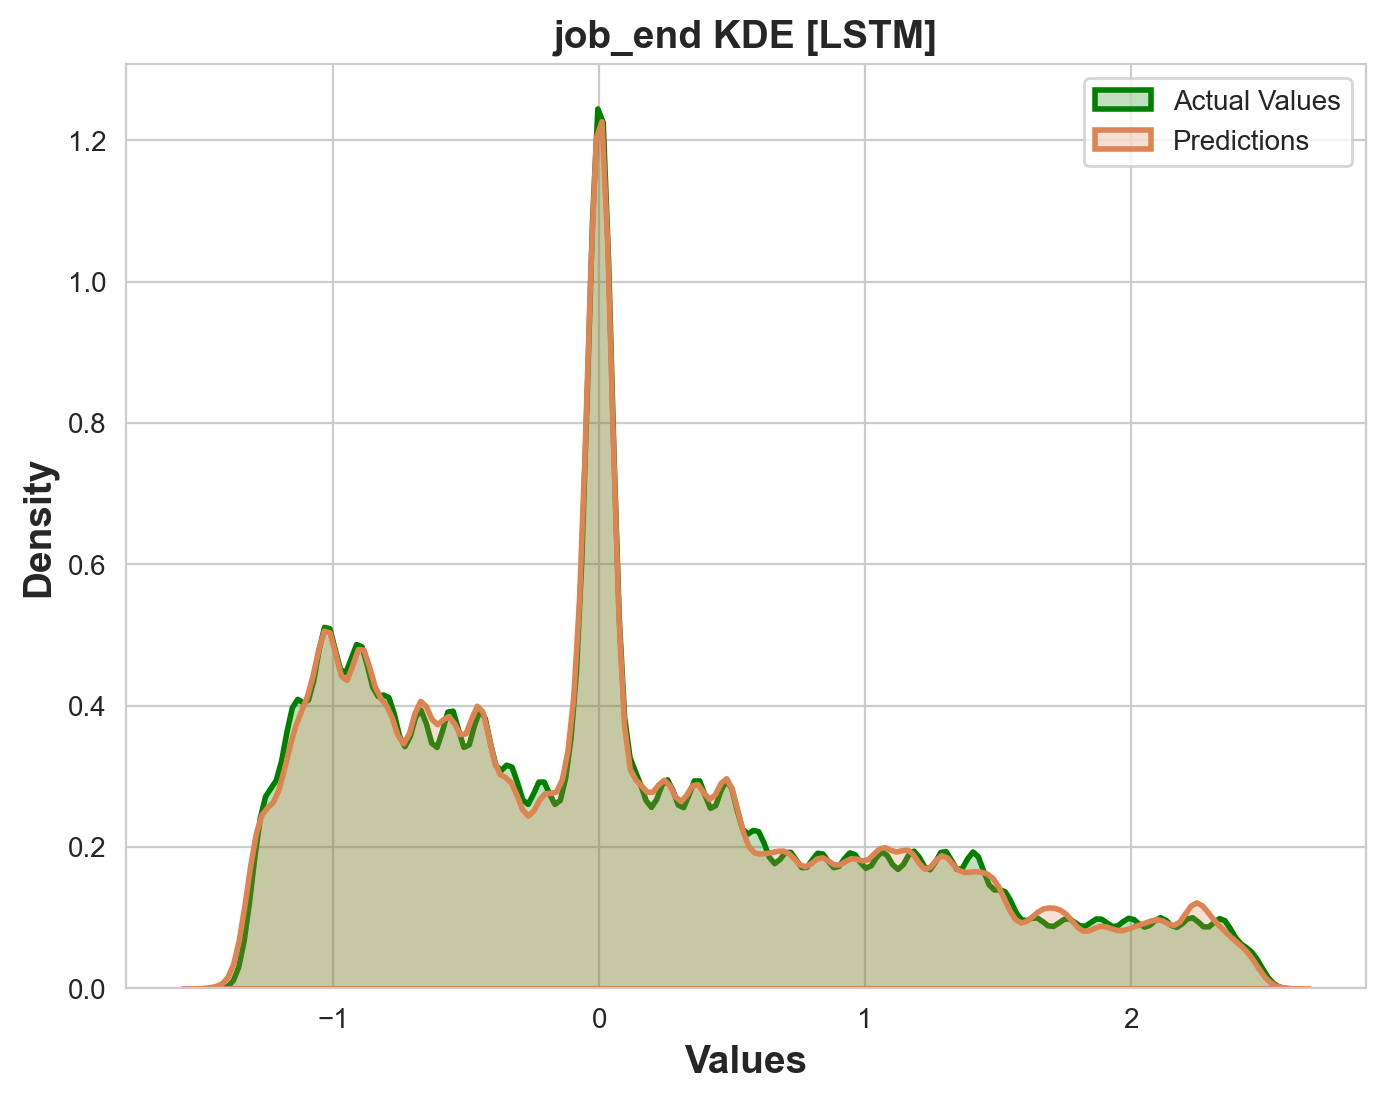 job_end KDE [LSTM]
Actual Values
Predictions
1.2
1.0
0.8
0.6
0.4
0.2
0.0
Density
−1
0
1
2
Values